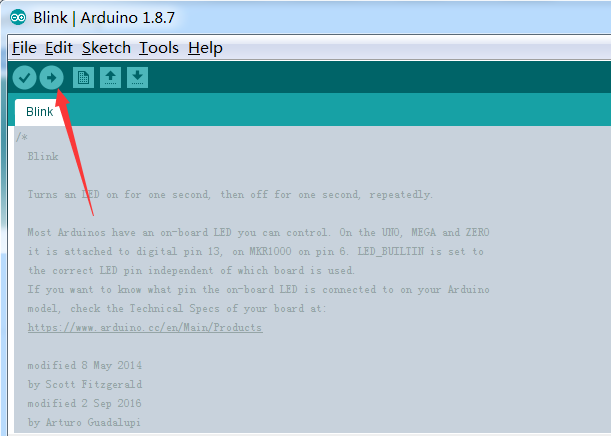 Blink | Arduino 1.8.7
File Edit Sketch Tools Help
Blink
/*
Blink
Turns an LED on for one second, then off for one second, repeatedly.
Most Arduinos have an on-board LED you can control. On the UNO, MEGA and ZERO
it is attached to digital pin 13, on MKR1000 on pin 6. LED_BUILTIN is set to
the correct LED pin independent of which board is used.
If you want to know what pin the on-board LED is connected to on your Arduino
model, check the Technical Specs of your board at:
https://www.arduino.cc/en/Main/Products
modified 8 May 2014
by Scott Fitzgerald
modified 2 Sep 2016
by Arturo Guadalupi